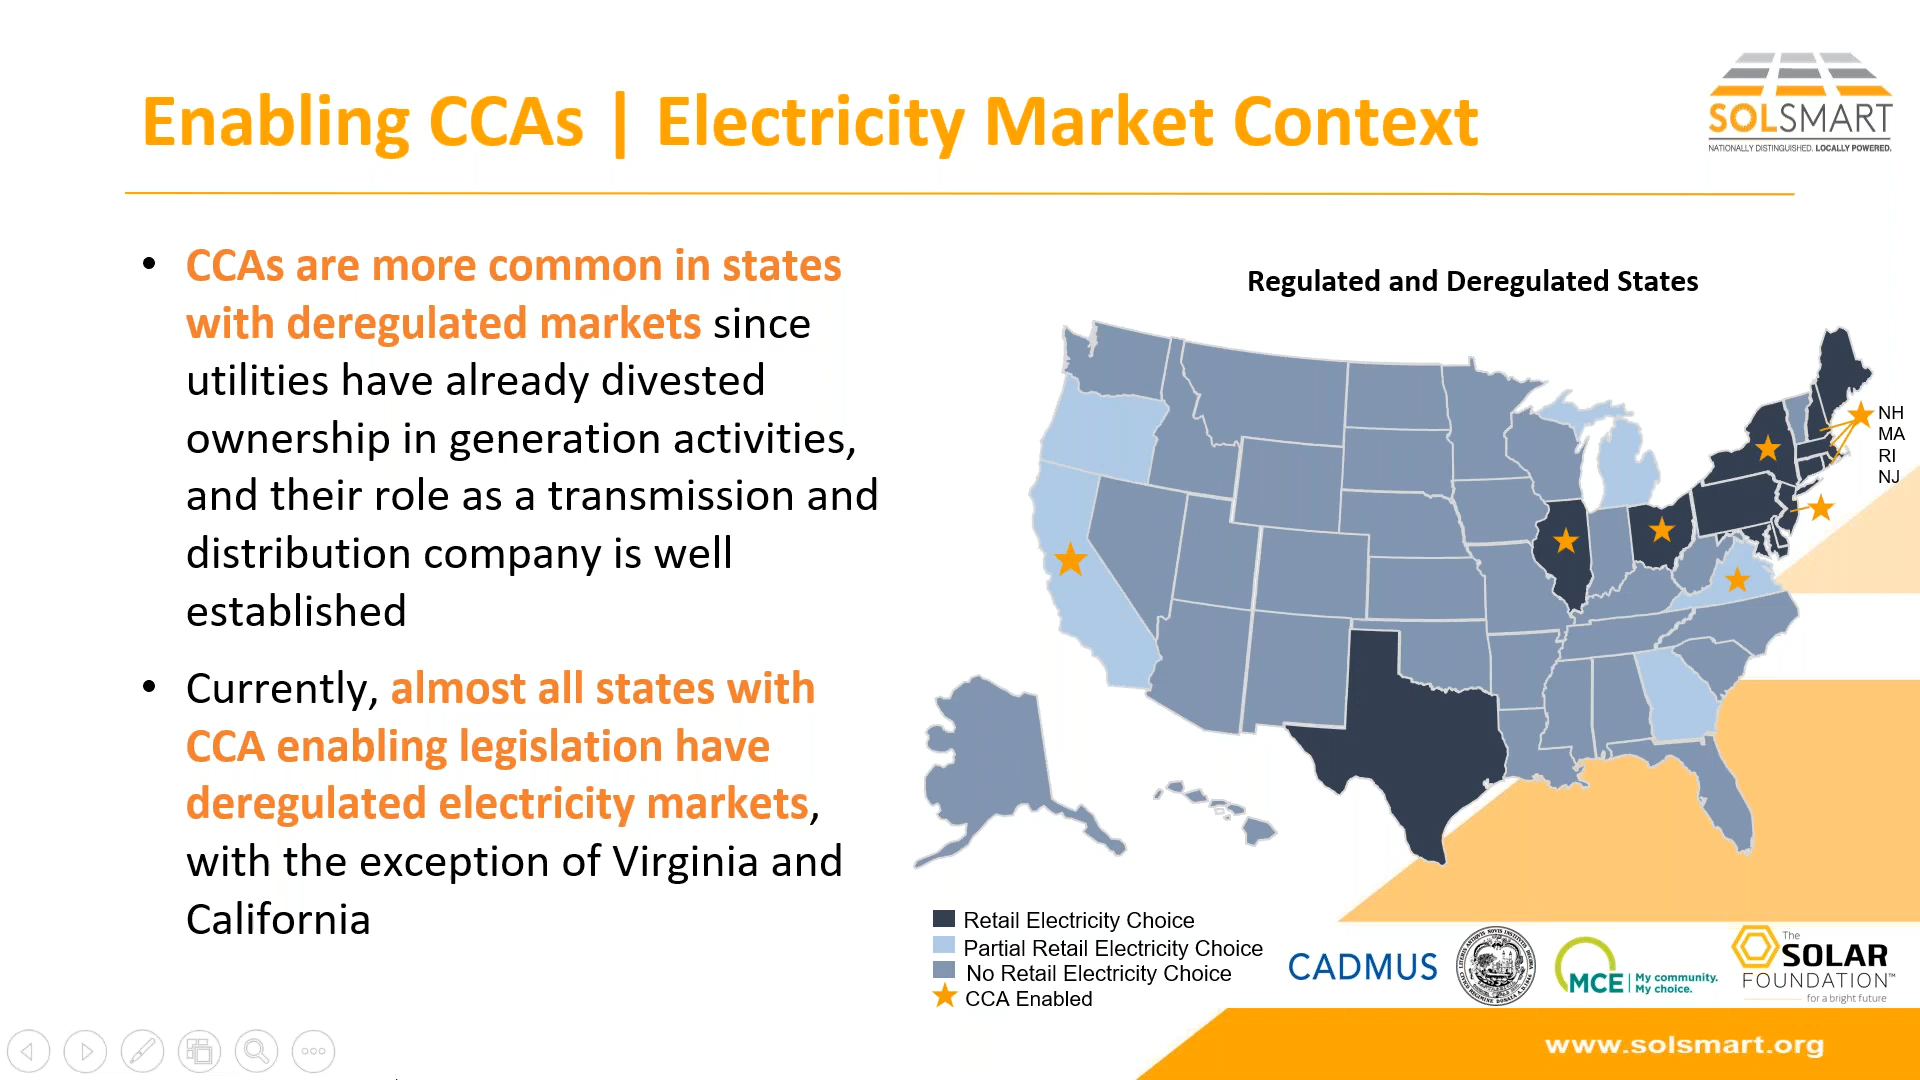 Enabling CCAs | Electricity Market Context
SOLSMART
NATIONALLY DISTINGUISHED. LOCALLY POWERED.
• CCAs are more common in states
with deregulated markets since
utilities have already divested
ownership in generation activities,
and their role as a transmission and
distribution company is well
established
• Currently, almost all states with
CCA enabling legislation have
deregulated electricity markets,
with the exception of Virginia and
California
Regulated and Deregulated States
NH
MA
RI
NJ
Retail Electricity Choice
Partial Retail Electricity Choice
No Retail Electricity Choice
CCA Enabled
CADMUS
MCE
My community.
My choice.
The
SOLAR
FOUNDATION™
for a bright future
www.solsmart.org